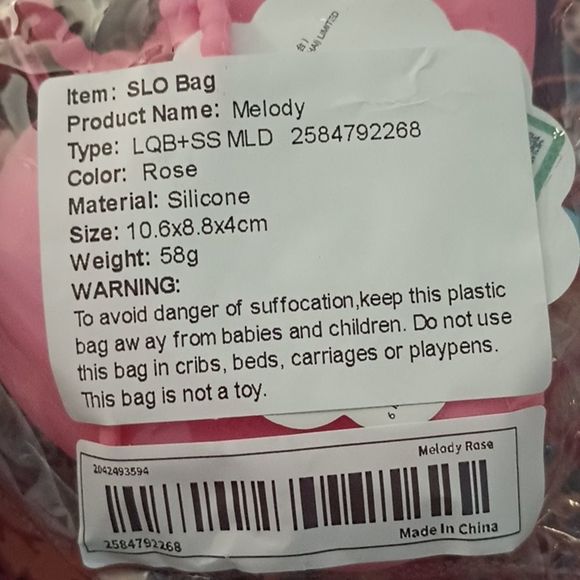 LIMITED
Item: SLO Bag
Product Name: Melody
Type: LQB+SS MLD 2584792268
Color: Rose
Material: Silicone
Size: 10.6x8.8x4cm
Weight: 58g
WARNING:
To avoid danger of suffocation,keep this plastic
bag aw ay from babies and children. Do not use
this bag in cribs, beds, carriages or playpens.
This bag is not a toy.
2042493594
Melody Rose
2584792268
Made In China